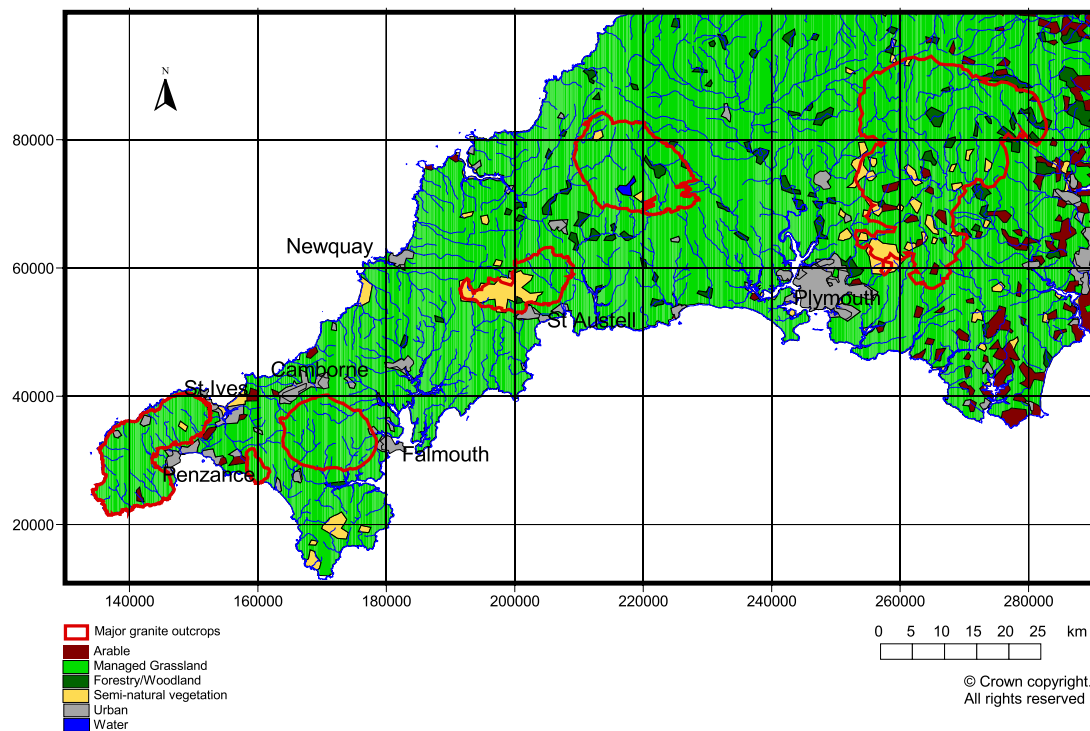 N
80000
60000
40000
20000
Newquay
Plymouth
St Austell
Camborne
St Ives
Falmouth
Penzance
140000 160000 180000 200000 220000 240000 260000 280000
Major granite outcrops
Arable
Managed Grassland
Forestry/Woodland
Semi-natural vegetation
Urban
Water
0 5 10 15 20 25 km
© Crown copyright.
All rights reserved